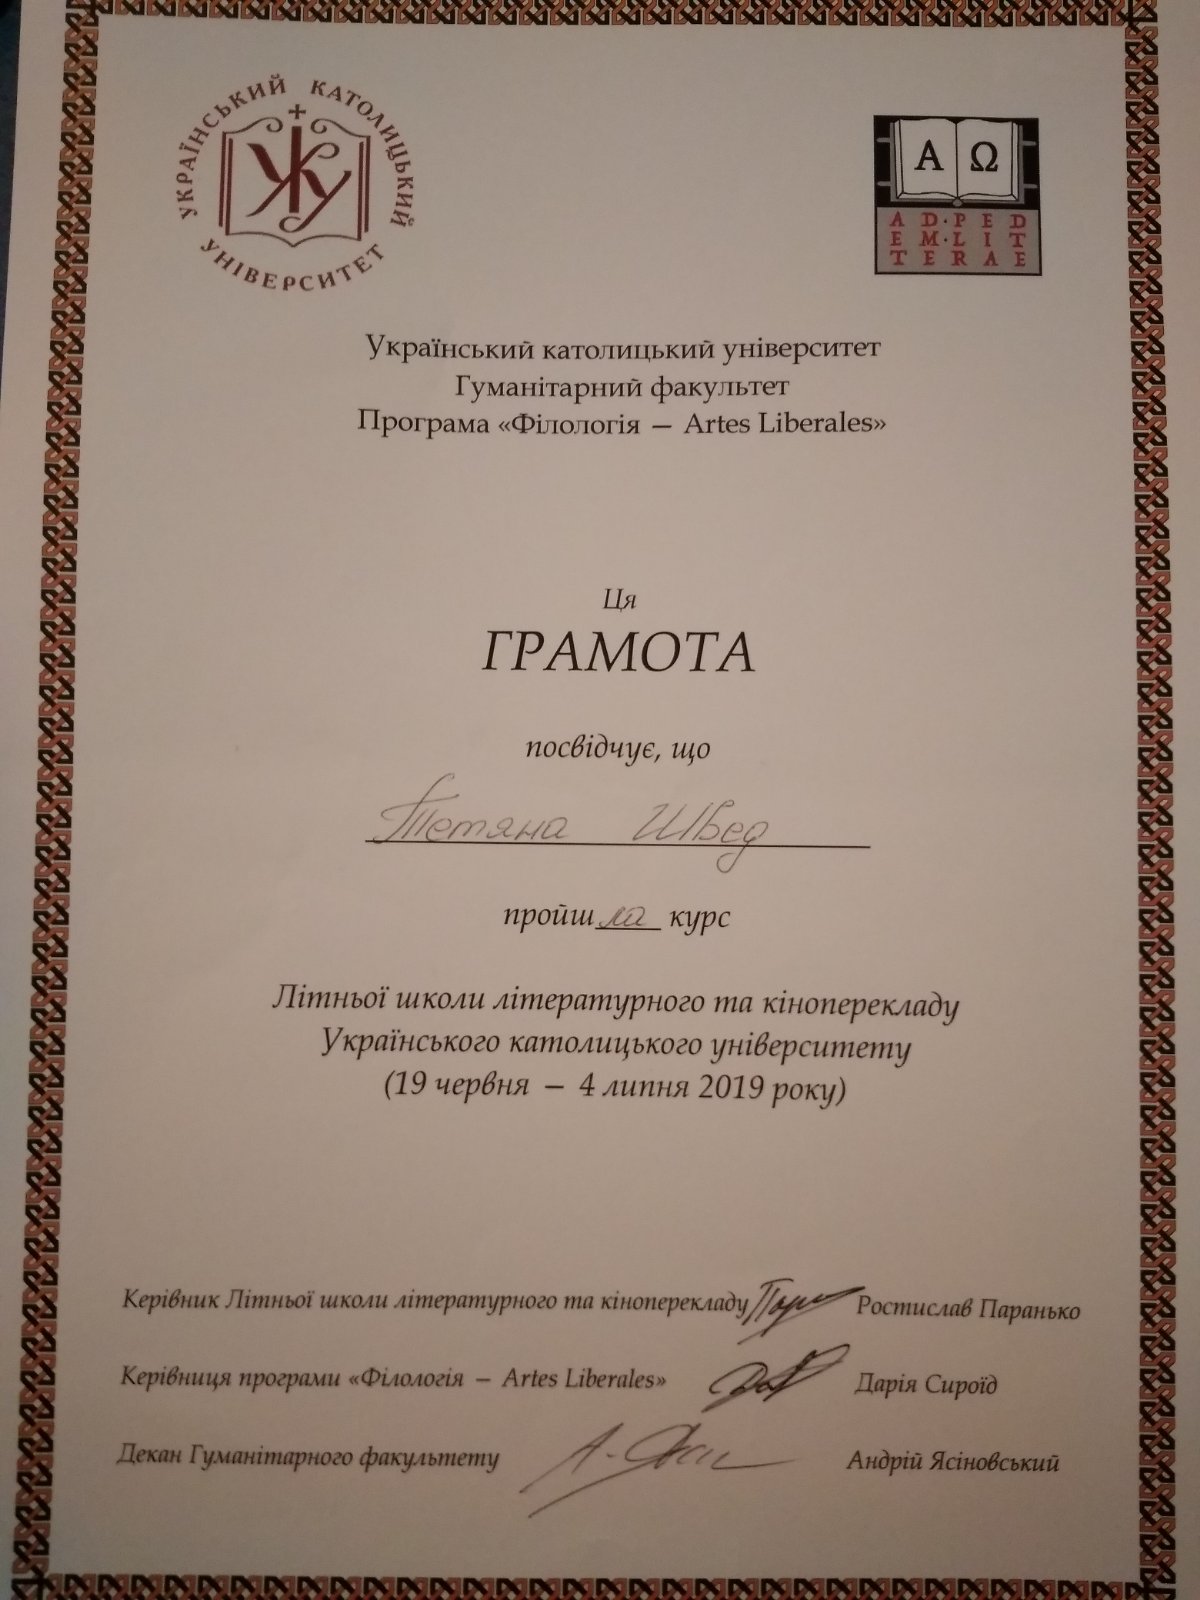 УКРАЇНСЬКИЙ КАТОЛИЦЬКИЙ УНІВЕРСИТЕТ
Α Ω
AD·PED
EM·LIT
TERAE
Український католицький університет
Гуманітарний факультет
Програма «Філологія — Artes Liberales»
Ця
ГРАМОТА
посвідчує, що
Тетяна Швед
пройшла курс
Літньої школи літературного та кіноперекладу
Українського католицького університету
(19 червня — 4 липня 2019 року)
Керівник Літньої школи літературного та кіноперекладу Ростислав Паранько
Керівниця програми «Філологія — Artes Liberales» Дарія Сироїд
Декан Гуманітарного факультету Андрій Ясіновський